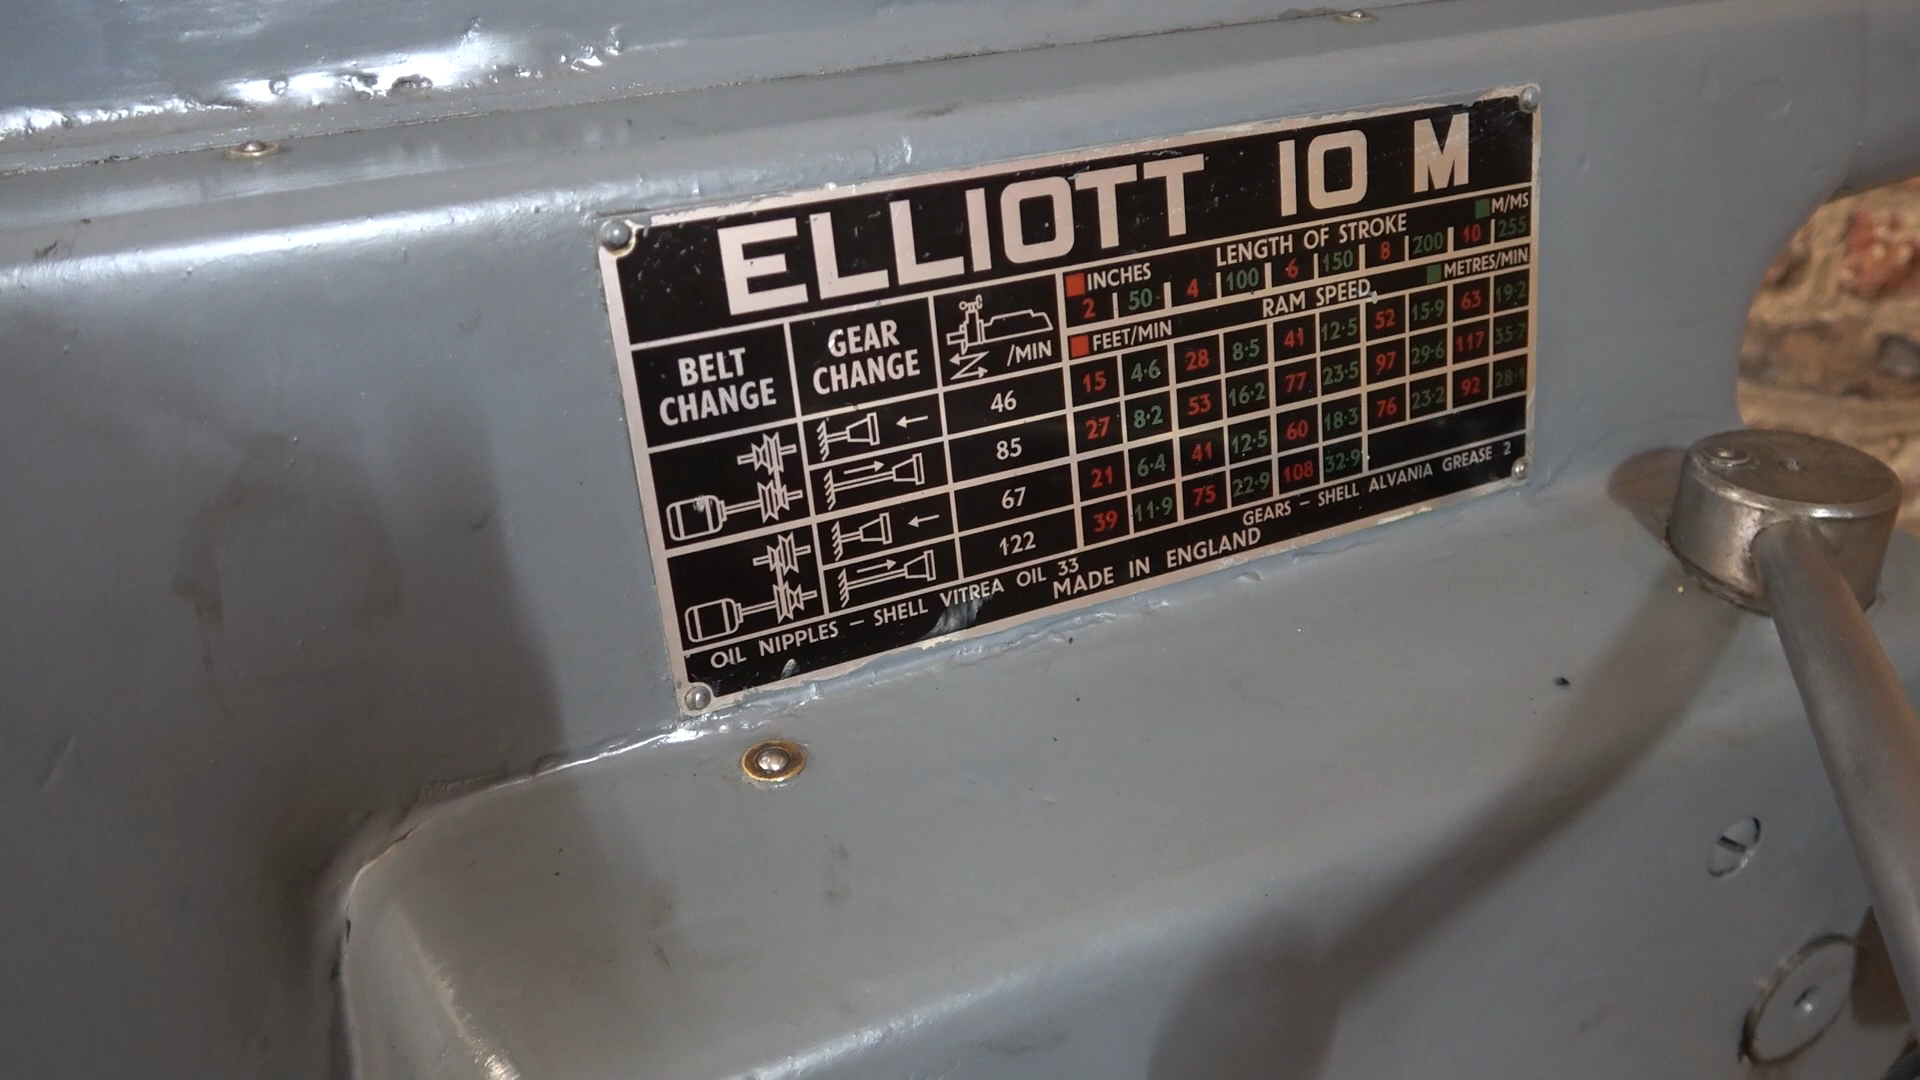 ELLIOTT 10 M
BELT CHANGE GEAR CHANGE /MIN
INCHES LENGTH OF STROKE M/MS
2 50 4 100 6 150 8 200 10 255
FEET/MIN RAM SPEED METRES/MIN
46 15 4·6 28 8·5 41 12·5 52 15·9 63 19·2
85 27 8·2 53 16·2 77 23·5 97 29·6 117 35·7
67 21 6·4 41 12·5 60 18·3 76 23·2 92 28·1
122 39 11·9 75 22·9 108 32·9
OIL NIPPLES – SHELL VITREA OIL 33 GEARS – SHELL ALVANIA GREASE 2
MADE IN ENGLAND